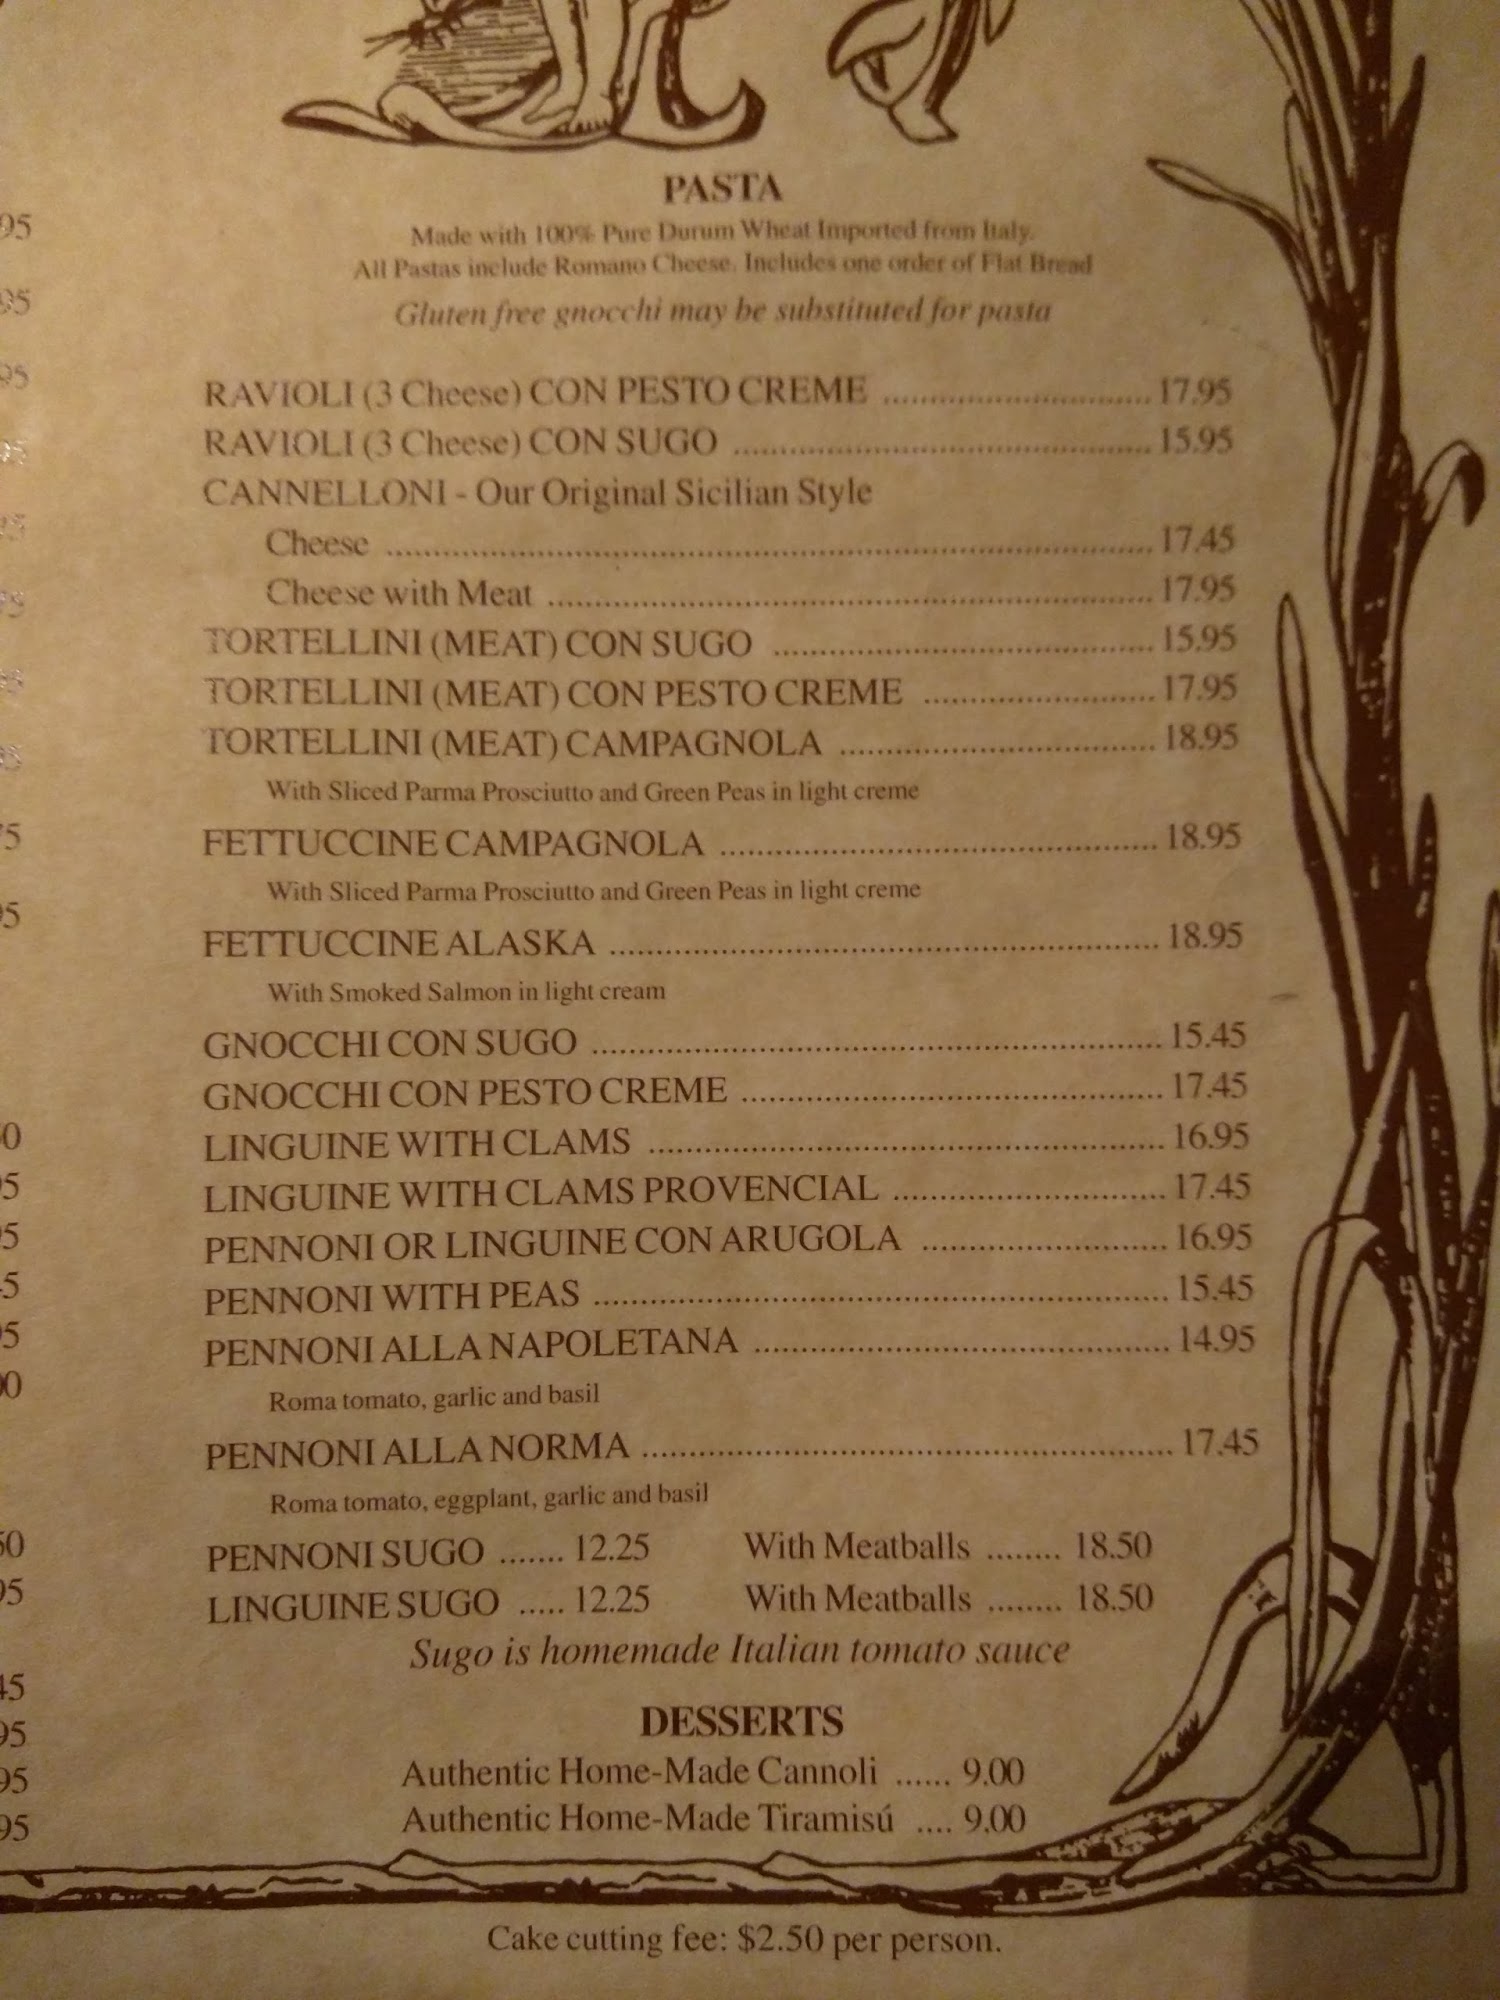 PASTA
Made with 100% Pure Durum Wheat Imported from Italy.
All Pastas include Romano Cheese. Includes one order of Flat Bread
Gluten free gnocchi may be substituted for pasta
RAVIOLI (3 Cheese) CON PESTO CREME .............................. 17.95
RAVIOLI (3 Cheese) CON SUGO .............................................. 15.95
CANNELLONI - Our Original Sicilian Style
Cheese ..................................................................................... 17.45
Cheese with Meat ................................................................... 17.95
TORTELLINI (MEAT) CON SUGO .......................................... 15.95
TORTELLINI (MEAT) CON PESTO CREME ......................... 17.95
TORTELLINI (MEAT) CAMPAGNOLA ................................... 18.95
With Sliced Parma Prosciutto and Green Peas in light creme
FETTUCCINE CAMPAGNOLA ................................................ 18.95
With Sliced Parma Prosciutto and Green Peas in light creme
FETTUCCINE ALASKA ............................................................ 18.95
With Smoked Salmon in light cream
GNOCCHI CON SUGO .............................................................. 15.45
GNOCCHI CON PESTO CREME .............................................. 17.45
LINGUINE WITH CLAMS ........................................................ 16.95
LINGUINE WITH CLAMS PROVENCIAL .............................. 17.45
PENNONI OR LINGUINE CON ARUGOLA ........................... 16.95
PENNONI WITH PEAS .............................................................. 15.45
PENNONI ALLA NAPOLETANA .............................................. 14.95
Roma tomato, garlic and basil
PENNONI ALLA NORMA .......................................................... 17.45
Roma tomato, eggplant, garlic and basil
PENNONI SUGO ....... 12.25 With Meatballs ........ 18.50
LINGUINE SUGO ..... 12.25 With Meatballs ........ 18.50
Sugo is homemade Italian tomato sauce
DESSERTS
Authentic Home-Made Cannoli ...... 9.00
Authentic Home-Made Tiramisú .... 9.00
Cake cutting fee: $2.50 per person.